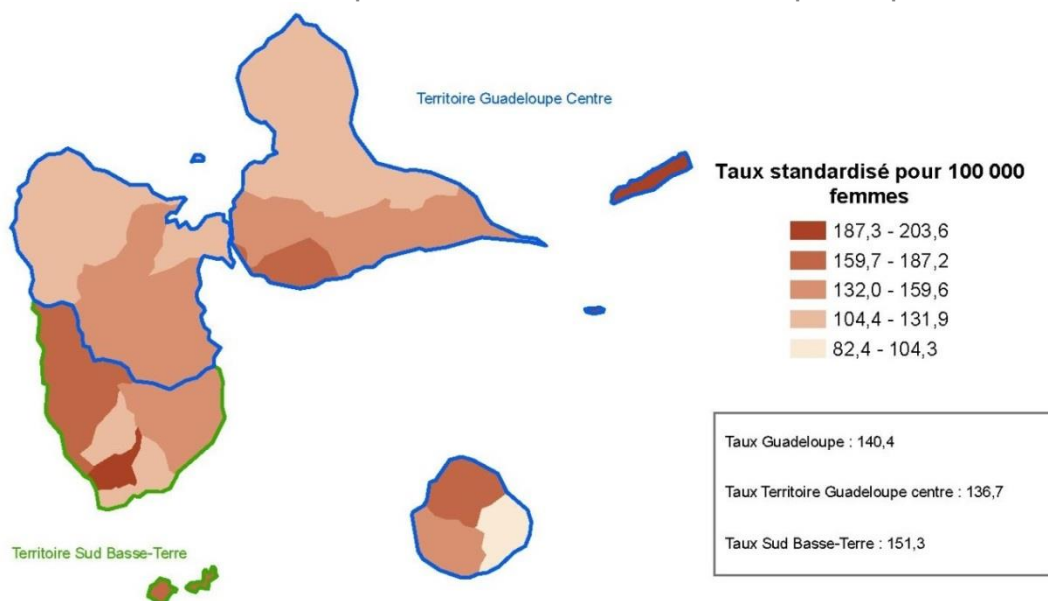 Territoire Guadeloupe Centre
Taux standardisé pour 100 000
femmes
187,3 - 203,6
159,7 - 187,2
132,0 - 159,6
104,4 - 131,9
82,4 - 104,3
Taux Guadeloupe : 140,4
Taux Territoire Guadeloupe centre : 136,7
Taux Sud Basse-Terre : 151,3
Territoire Sud Basse-Terre